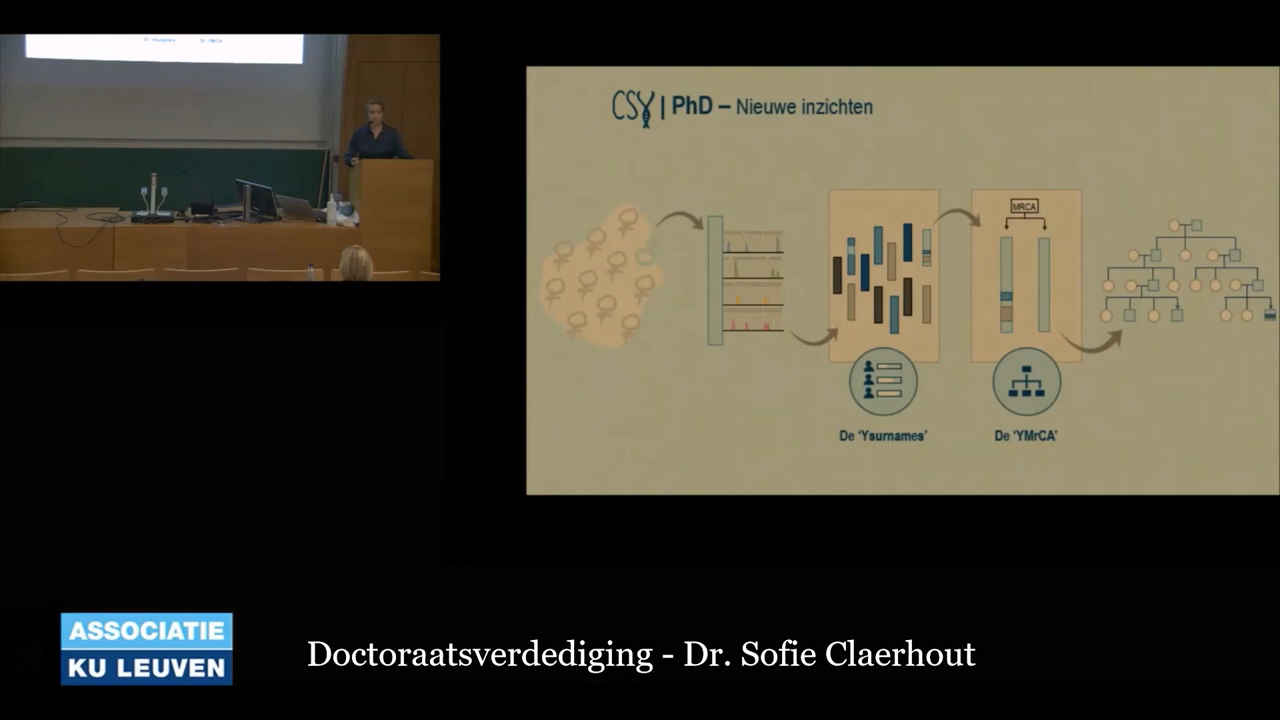 CSY | PhD – Nieuwe inzichten
MRCA
De ‘Ysurnames’
De ‘YMrCA’
ASSOCIATIE
KU LEUVEN
Doctoraatsverdediging - Dr. Sofie Claerhout